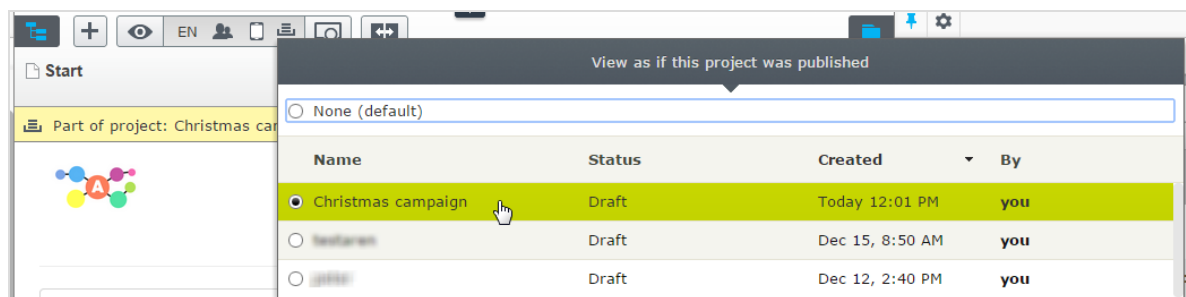 EN
View as if this project was published
Start
None (default)
Part of project: Christmas car
Name Status Created By
A
Christmas campaign Draft Today 12:01 PM you
Draft Dec 15, 8:50 AM you
Draft Dec 12, 2:40 PM you